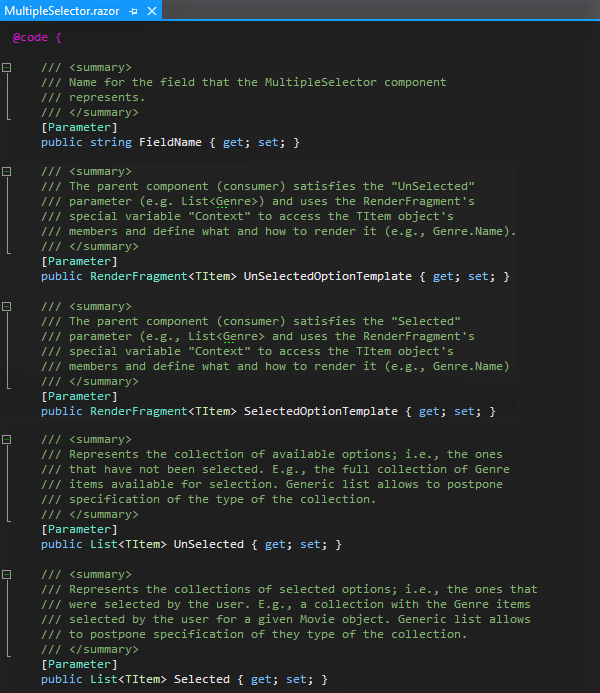 MultipleSelector.razor
@code {
/// <summary>
/// Name for the field that the MultipleSelector component
/// represents.
/// </summary>
[Parameter]
public string FieldName { get; set; }
/// <summary>
/// The parent component (consumer) satisfies the "UnSelected"
/// parameter (e.g. List<Genre>) and uses the RenderFragment's
/// special variable "Context" to access the TItem object's
/// members and define what and how to render it (e.g., Genre.Name).
/// </summary>
[Parameter]
public RenderFragment<TItem> UnSelectedOptionTemplate { get; set; }
/// <summary>
/// The parent component (consumer) satisfies the "Selected"
/// parameter (e.g., List<Genre> and uses the RenderFragment's
/// special variable "Context" to access the TItem object's
/// members and define what and how to render it (e.g., Genre.Name)
/// </summary>
[Parameter]
public RenderFragment<TItem> SelectedOptionTemplate { get; set; }
/// <summary>
/// Represents the collection of available options; i.e., the ones
/// that have not been selected. E.g., the full collection of Genre
/// items available for selection. Generic list allows to postpone
/// specification of the type of the collection.
/// </summary>
[Parameter]
public List<TItem> UnSelected { get; set; }
/// <summary>
/// Represents the collections of selected options; i.e., the ones that
/// were selected by the user. E.g., a collection with the Genre items
/// selected by the user for a given Movie object. Generic list allows
/// to postpone specification of they type of the collection.
/// </summary>
[Parameter]
public List<TItem> Selected { get; set; }